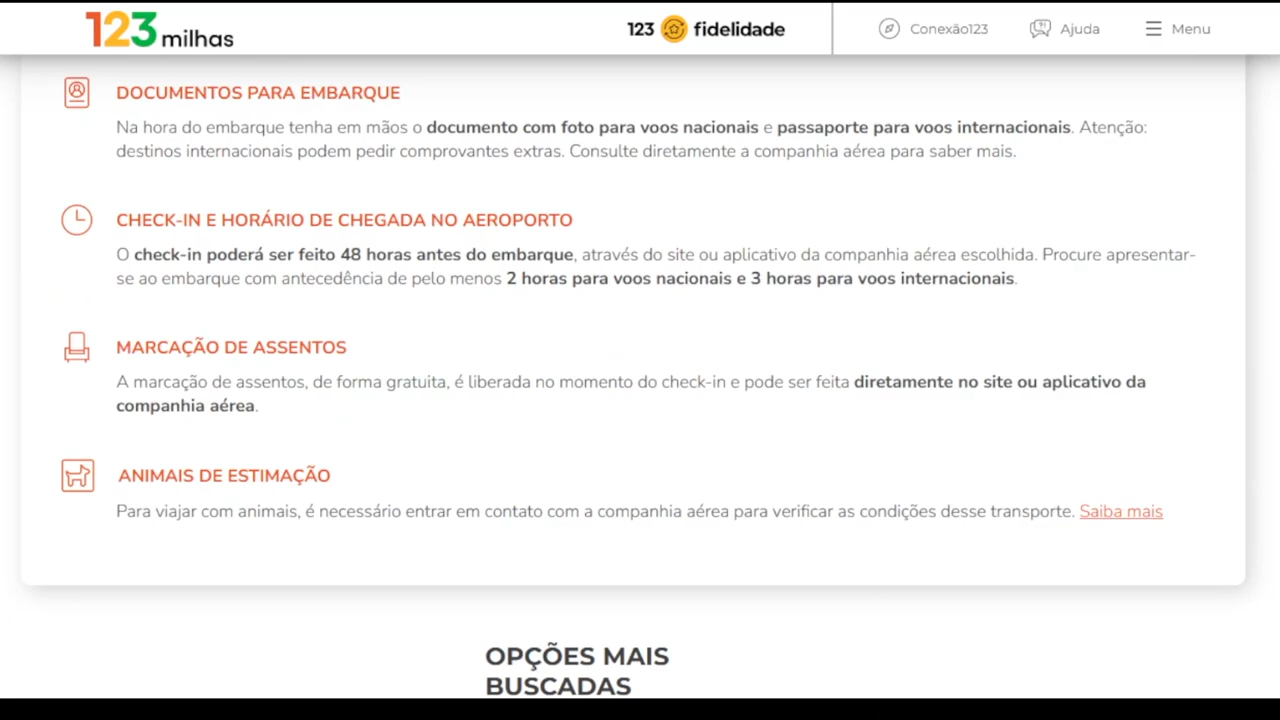 123milhas
123 fidelidade
Conexão123
Ajuda
Menu
DOCUMENTOS PARA EMBARQUE
Na hora do embarque tenha em mãos o documento com foto para voos nacionais e passaporte para voos internacionais. Atenção:
destinos internacionais podem pedir comprovantes extras. Consulte diretamente a companhia aérea para saber mais.
CHECK-IN E HORÁRIO DE CHEGADA NO AEROPORTO
O check-in poderá ser feito 48 horas antes do embarque, através do site ou aplicativo da companhia aérea escolhida. Procure apresentar-
se ao embarque com antecedência de pelo menos 2 horas para voos nacionais e 3 horas para voos internacionais.
MARCAÇÃO DE ASSENTOS
A marcação de assentos, de forma gratuita, é liberada no momento do check-in e pode ser feita diretamente no site ou aplicativo da
companhia aérea.
ANIMAIS DE ESTIMAÇÃO
Para viajar com animais, é necessário entrar em contato com a companhia aérea para verificar as condições desse transporte. Saiba mais
OPÇÕES MAIS
BUSCADAS